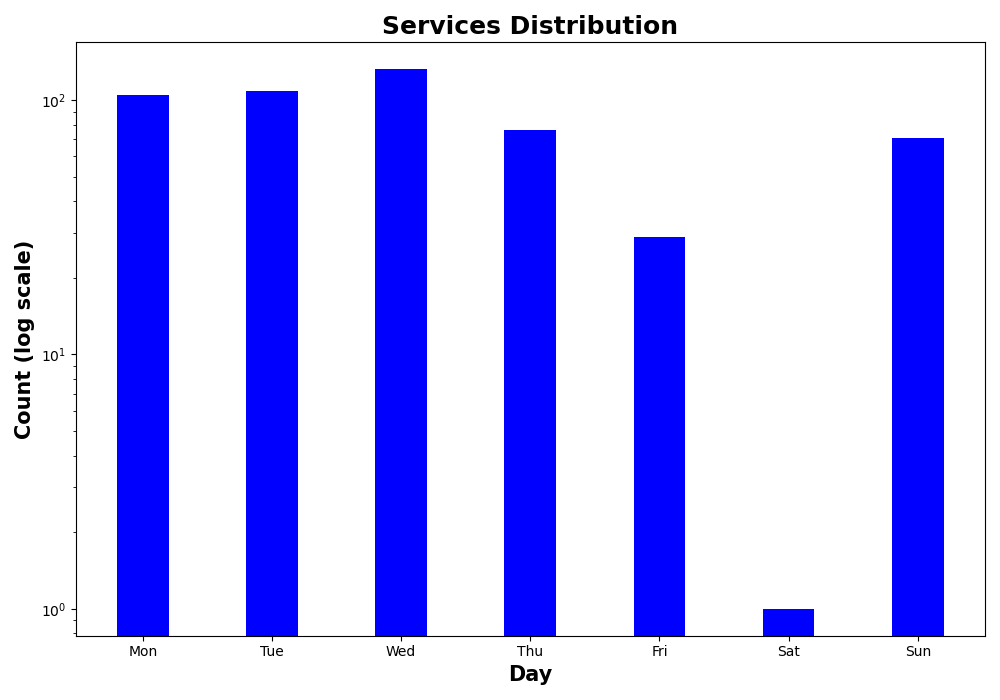 Services Distribution
Count (log scale)
10²
10¹
10⁰
Mon Tue Wed Thu Fri Sat Sun
Day